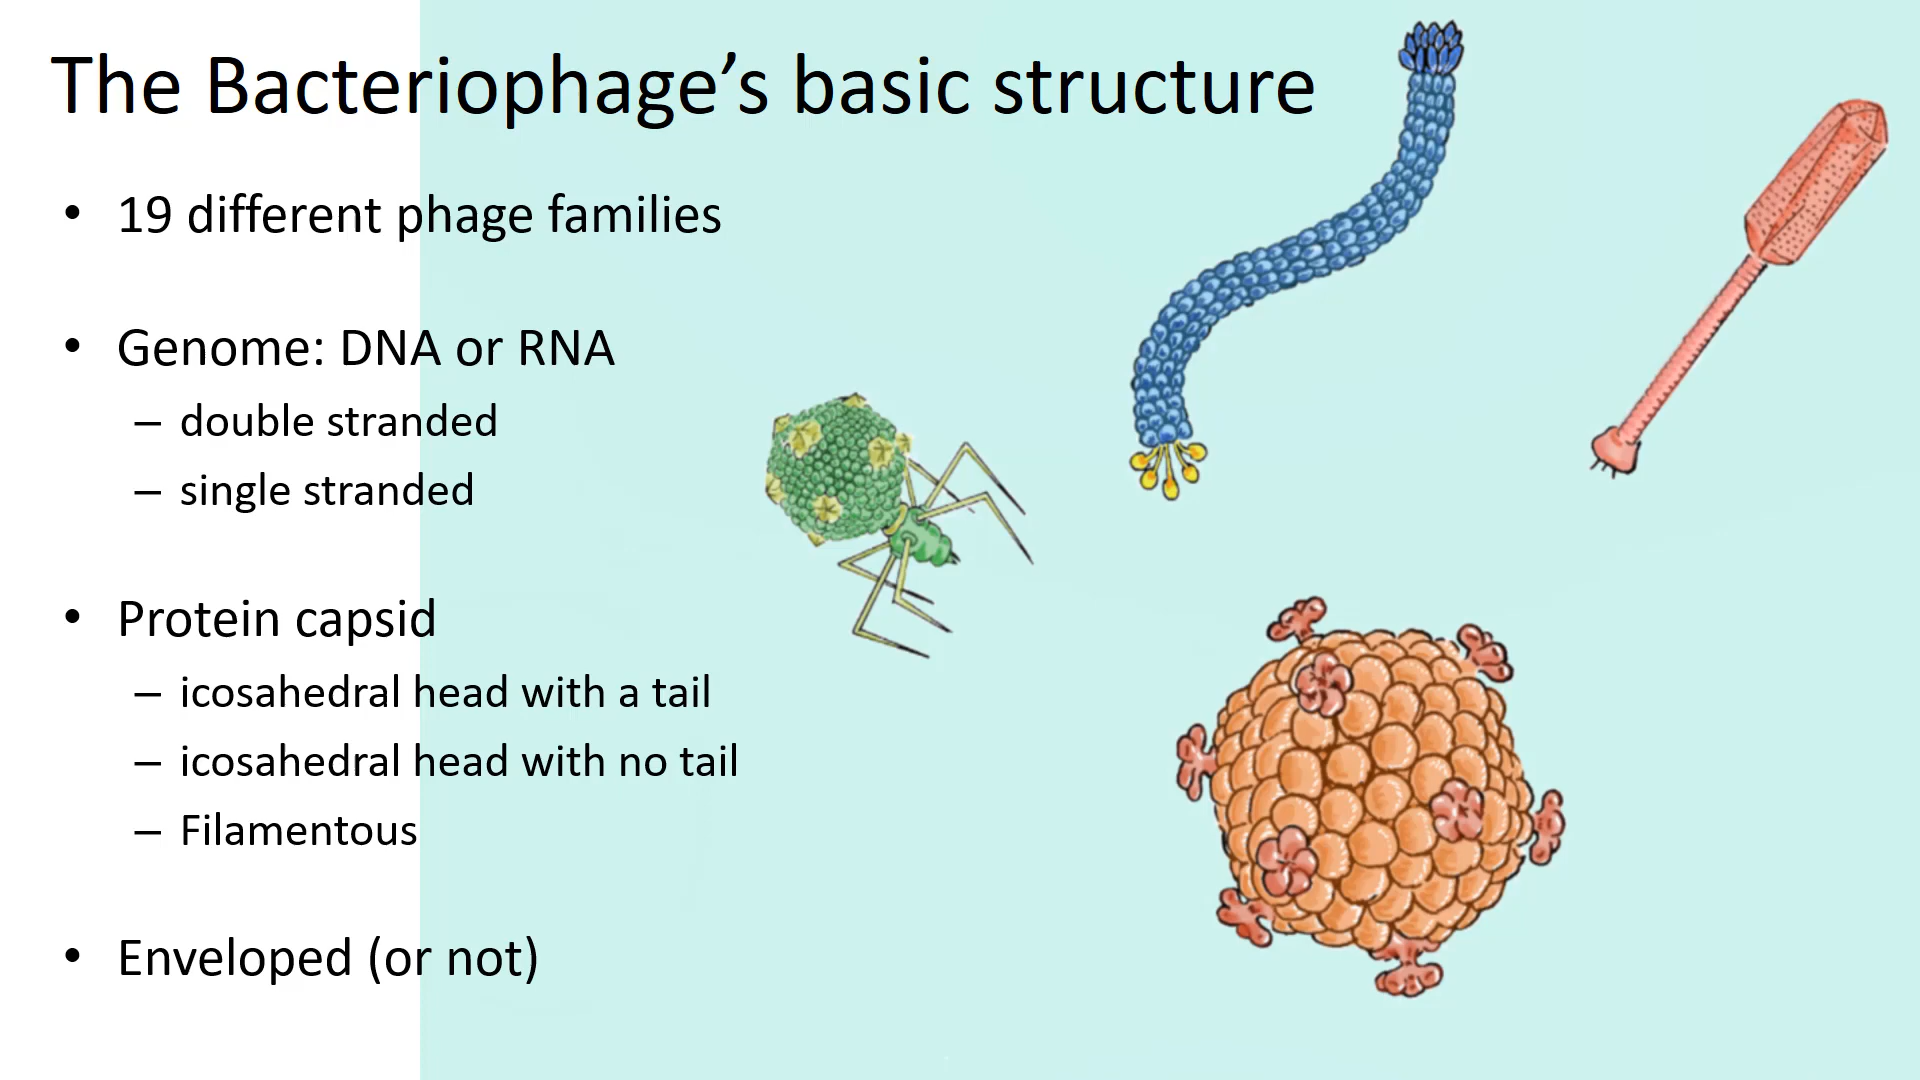 The Bacteriophage’s basic structure
• 19 different phage families
• Genome: DNA or RNA
– double stranded
– single stranded
• Protein capsid
– icosahedral head with a tail
– icosahedral head with no tail
– Filamentous
• Enveloped (or not)